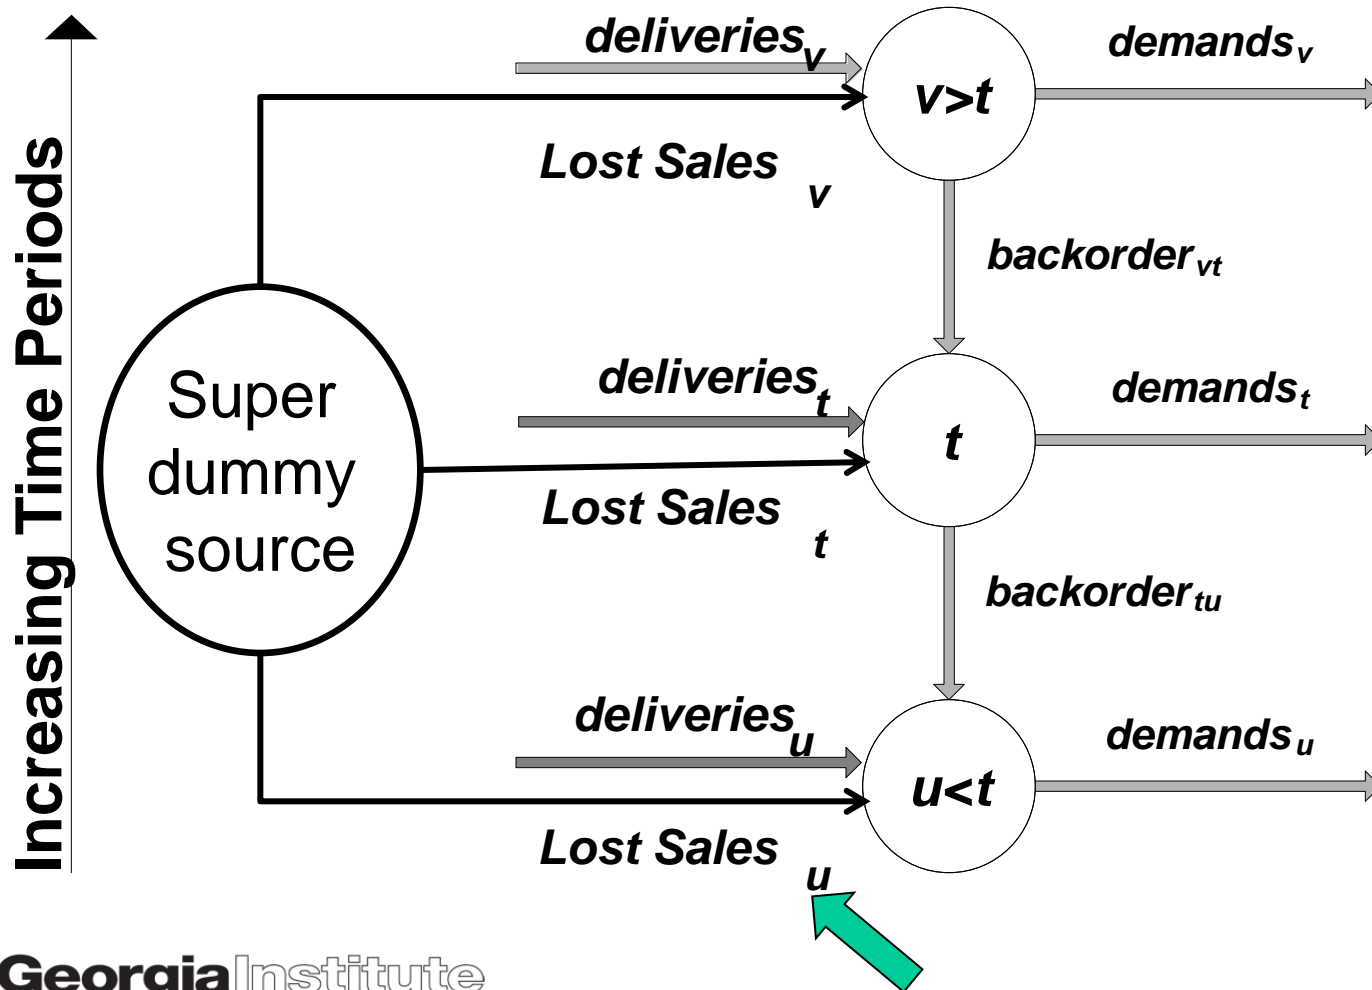 deliveries v
demands v
v>t
Lost Sales
v
backorder vt
Increasing Time Periods
Super
dummy
source
deliveries t
demands t
t
Lost Sales
t
backorder tu
deliveries u
demands u
u<t
Lost Sales
u
Georgia Institute